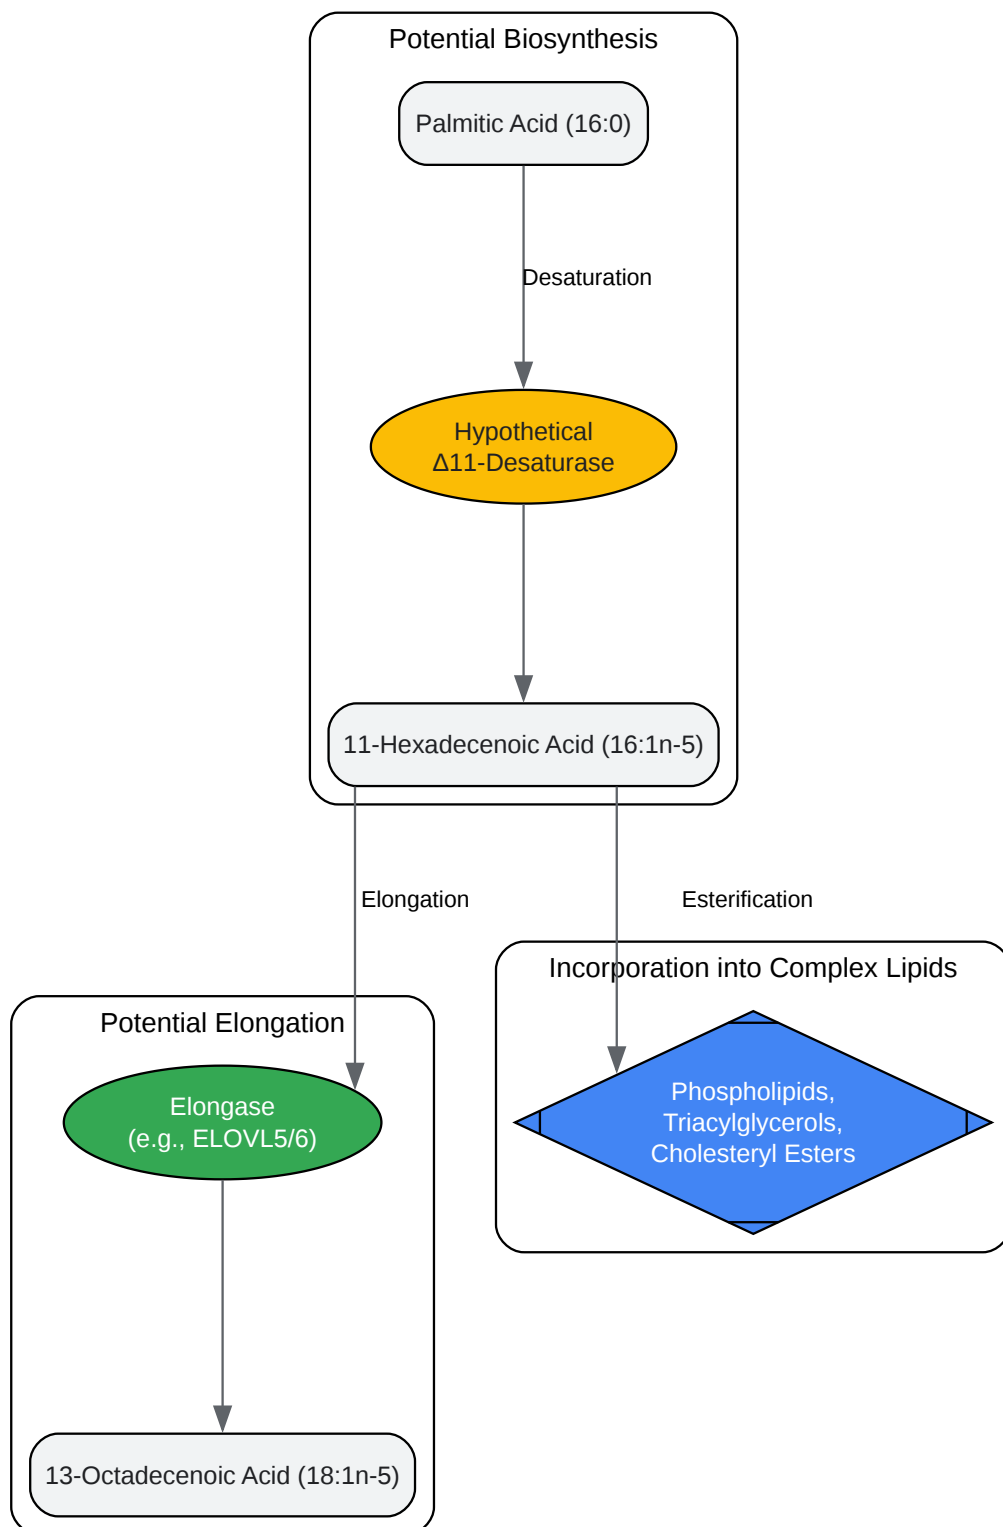 Potential Biosynthesis
Palmitic Acid (16:0)
Desaturation
Hypothetical
Δ11-Desaturase
11-Hexadecenoic Acid (16:1n-5)
Elongation
Esterification
Incorporation into Complex Lipids
Potential Elongation
Elongase
(e.g., ELOVL5/6)
Phospholipids,
Triacylglycerols,
Cholesteryl Esters
13-Octadecenoic Acid (18:1n-5)